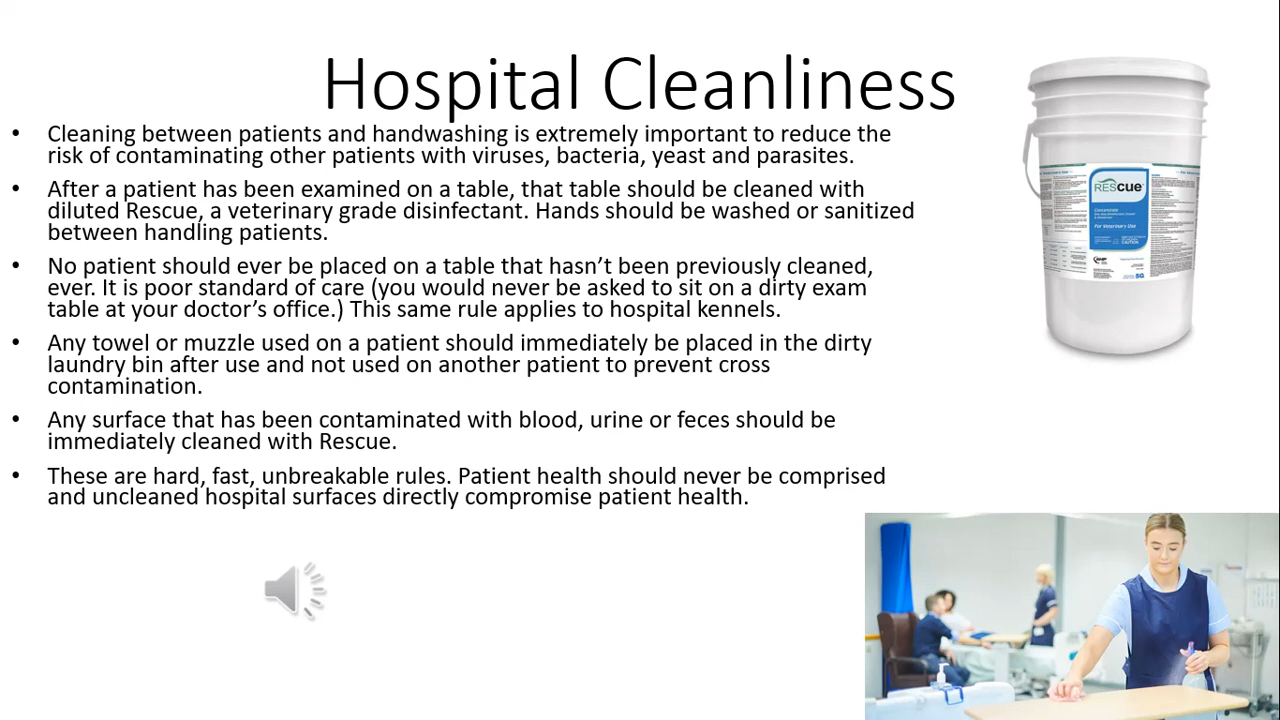 Hospital Cleanliness
• Cleaning between patients and handwashing is extremely important to reduce the
risk of contaminating other patients with viruses, bacteria, yeast and parasites.
• After a patient has been examined on a table, that table should be cleaned with
diluted Rescue, a veterinary grade disinfectant. Hands should be washed or sanitized
between handling patients.
• No patient should ever be placed on a table that hasn’t been previously cleaned,
ever. It is poor standard of care (you would never be asked to sit on a dirty exam
table at your doctor’s office.) This same rule applies to hospital kennels.
• Any towel or muzzle used on a patient should immediately be placed in the dirty
laundry bin after use and not used on another patient to prevent cross
contamination.
• Any surface that has been contaminated with blood, urine or feces should be
immediately cleaned with Rescue.
• These are hard, fast, unbreakable rules. Patient health should never be comprised
and uncleaned hospital surfaces directly compromise patient health.
REScue
Concentrate
For Veterinary Use
CAUTION
5G